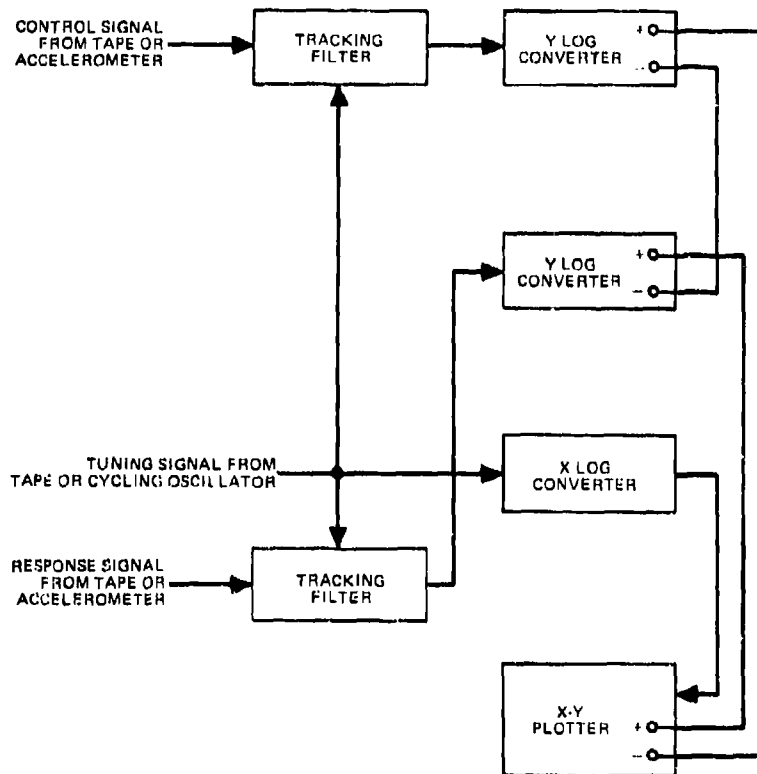 CONTROL SIGNAL
FROM TAPE OR
ACCELEROMETER
TRACKING
FILTER
Y LOG
CONVERTER
+
-
Y LOG
CONVERTER
+
-
TUNING SIGNAL FROM
TAPE OR CYCLING OSCILLATOR
X LOG
CONVERTER
RESPONSE SIGNAL
FROM TAPE OR
ACCELEROMETER
TRACKING
FILTER
X-Y
PLOTTER
+
-